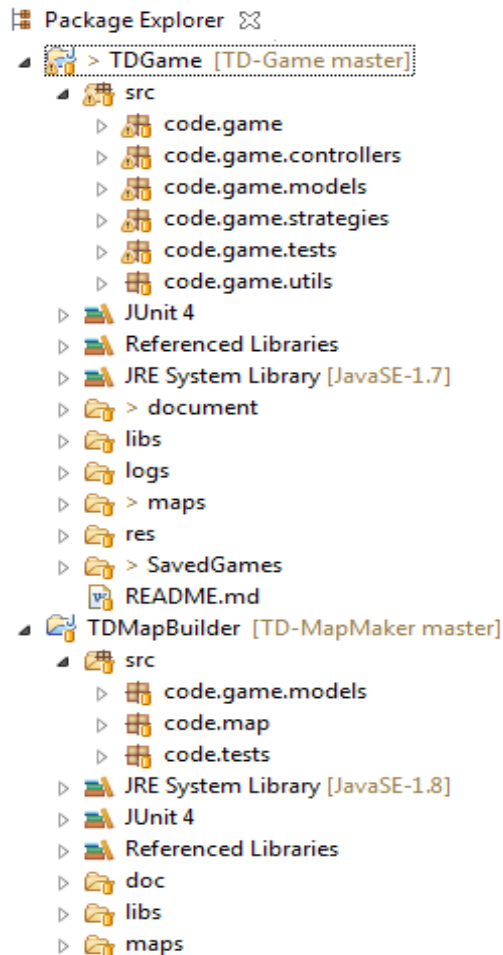 Package Explorer
> TDGame [TD-Game master]
src
code.game
code.game.controllers
code.game.models
code.game.strategies
code.game.tests
code.game.utils
JUnit 4
Referenced Libraries
JRE System Library [JavaSE-1.7]
> document
libs
logs
> maps
res
> SavedGames
README.md
TDMapBuilder [TD-MapMaker master]
src
code.game.models
code.map
code.tests
JRE System Library [JavaSE-1.8]
JUnit 4
Referenced Libraries
doc
libs
maps